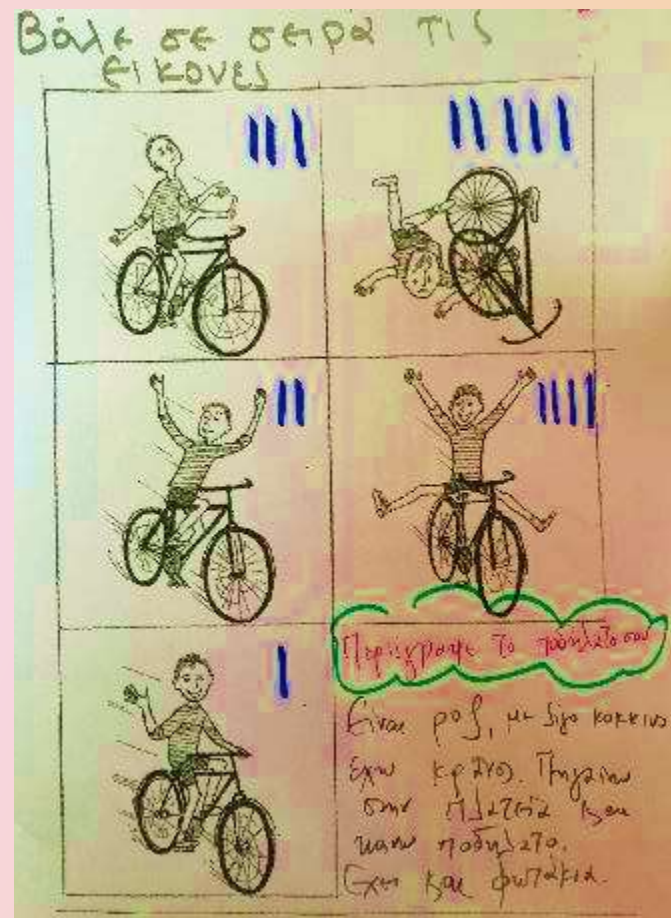 Βάλε σε σειρά τις
εικόνες
|||
|||||
||
||||
|
Περιέγραψε το ποδήλατό σου
Είναι ροζ, με λίγο κόκκινο
έχω κράνος. Πηγαίνω
στην πλατεία και
κάνω ποδήλατο.
Έχει και φωτάκια.